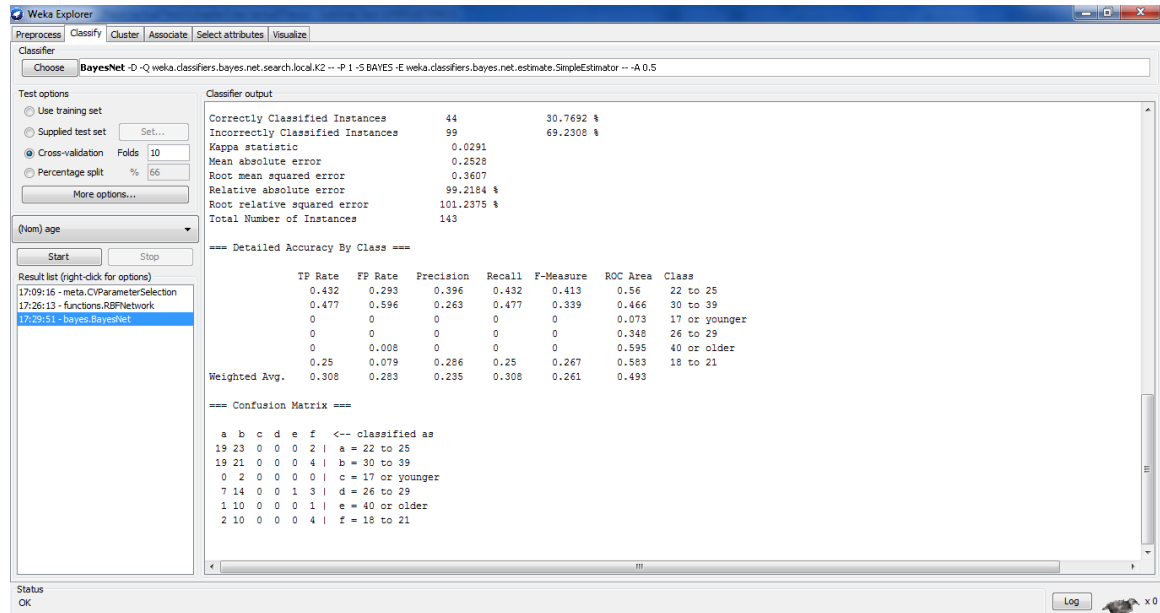 Weka Explorer
Preprocess Classify Cluster Associate Select attributes Visualize
Classifier
Choose BayesNet -D -Q weka.classifiers.bayes.net.search.local.K2 -- -P 1 -S BAYES -E weka.classifiers.bayes.net.estimate.SimpleEstimator -- -A 0.5
Test options
Use training set
Supplied test set Set...
Cross-validation Folds 10
Percentage split % 66
More options...
(Nom) age
Start Stop
Result list (right-click for options)
17:09:16 - meta.CVParameterSelection
17:26:13 - functions.RBFNetwork
17:29:51 - bayes.BayesNet
Classifier output
Correctly Classified Instances 44 30.7692 %
Incorrectly Classified Instances 99 69.2308 %
Kappa statistic 0.0291
Mean absolute error 0.2528
Root mean squared error 0.3607
Relative absolute error 99.2184 %
Root relative squared error 101.2375 %
Total Number of Instances 143
=== Detailed Accuracy By Class ===
TP Rate FP Rate Precision Recall F-Measure ROC Area Class
0.432 0.293 0.396 0.432 0.413 0.56 22 to 25
0.477 0.596 0.263 0.477 0.339 0.466 30 to 39
0 0 0 0 0 0.073 17 or younger
0 0 0 0 0 0.348 26 to 29
0 0.008 0 0 0 0.595 40 or older
0.25 0.079 0.286 0.25 0.267 0.583 18 to 21
Weighted Avg. 0.308 0.283 0.235 0.308 0.261 0.493
=== Confusion Matrix ===
a b c d e f <-- classified as
19 23 0 0 0 2 | a = 22 to 25
19 21 0 0 0 4 | b = 30 to 39
0 2 0 0 0 0 | c = 17 or younger
7 14 0 0 1 3 | d = 26 to 29
1 10 0 0 0 1 | e = 40 or older
2 10 0 0 0 4 | f = 18 to 21
Status
OK
Log x 0